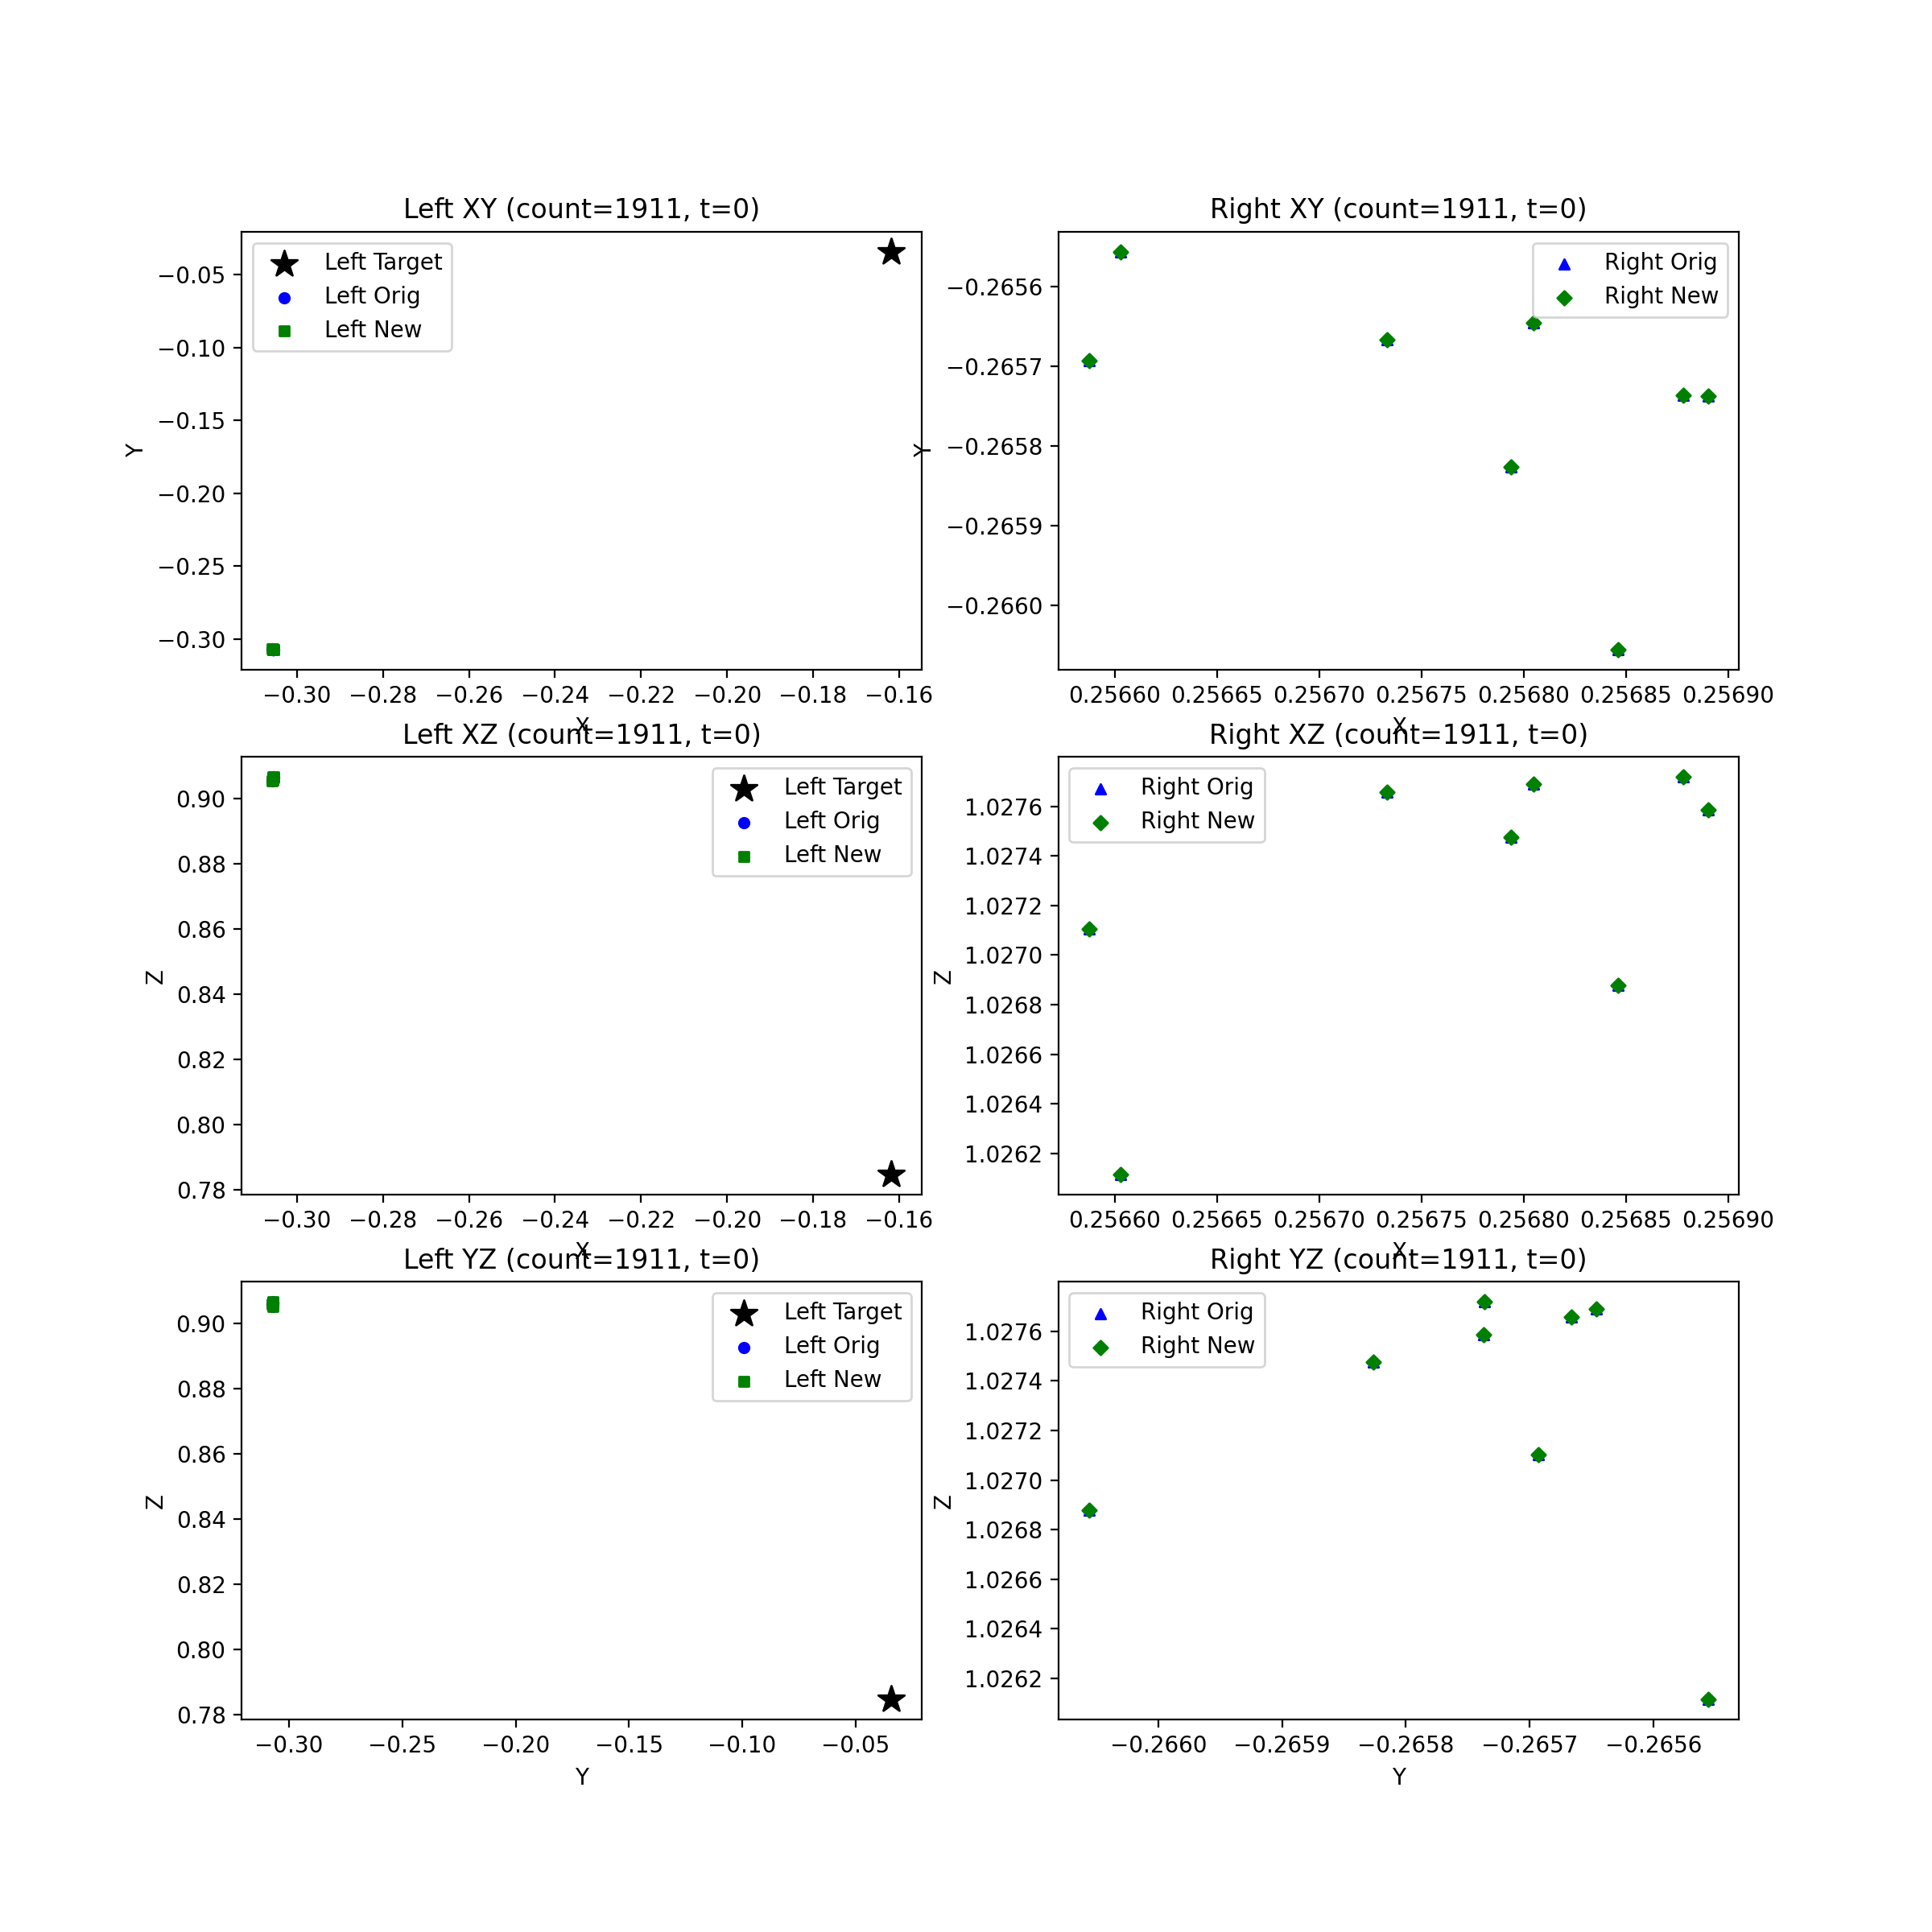 Left XY (count=1911, t=0)
Left Target
Left Orig
Left New
−0.05
−0.10
−0.15
−0.20
−0.25
−0.30
Y
−0.30 −0.28 −0.26 −0.24 −0.22 −0.20 −0.18 −0.16
X
Right XY (count=1911, t=0)
Right Orig
Right New
−0.2656
−0.2657
−0.2658
−0.2659
−0.2660
Y
0.25660 0.25665 0.25670 0.25675 0.25680 0.25685 0.25690
X
Left XZ (count=1911, t=0)
Left Target
Left Orig
Left New
0.90
0.88
0.86
0.84
0.82
0.80
0.78
Z
−0.30 −0.28 −0.26 −0.24 −0.22 −0.20 −0.18 −0.16
X
Right XZ (count=1911, t=0)
Right Orig
Right New
1.0276
1.0274
1.0272
1.0270
1.0268
1.0266
1.0264
1.0262
Z
0.25660 0.25665 0.25670 0.25675 0.25680 0.25685 0.25690
X
Left YZ (count=1911, t=0)
Left Target
Left Orig
Left New
0.90
0.88
0.86
0.84
0.82
0.80
0.78
Z
−0.30 −0.25 −0.20 −0.15 −0.10 −0.05
Y
Right YZ (count=1911, t=0)
Right Orig
Right New
1.0276
1.0274
1.0272
1.0270
1.0268
1.0266
1.0264
1.0262
Z
−0.2660 −0.2659 −0.2658 −0.2657 −0.2656
Y